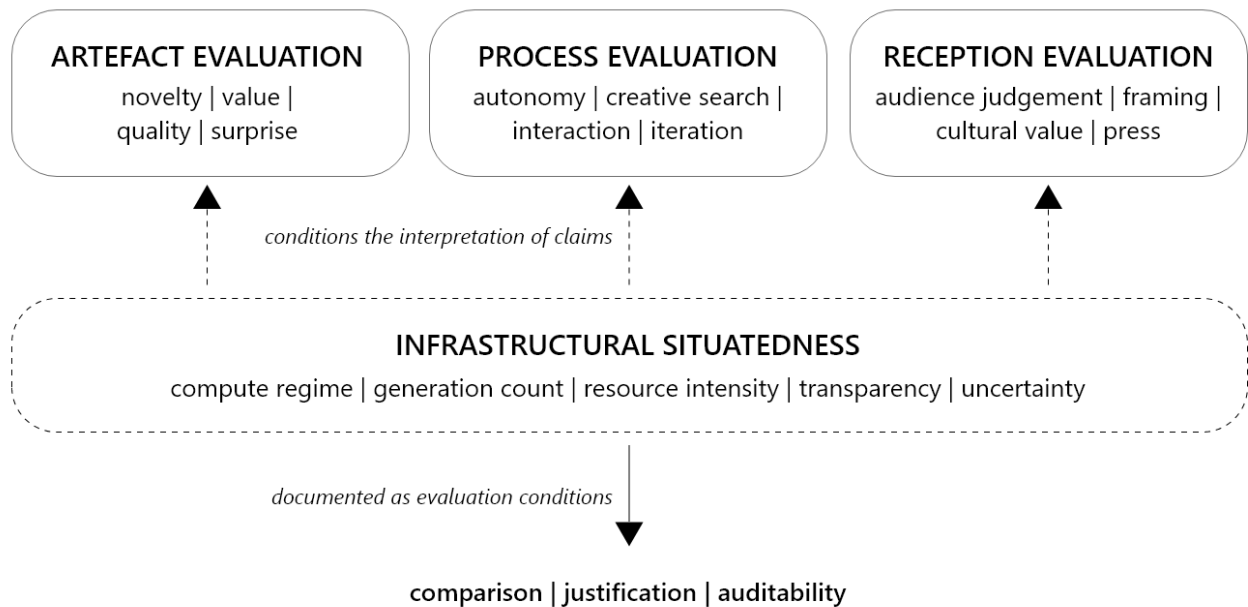 ARTEFACT EVALUATION
novelty | value |
quality | surprise
PROCESS EVALUATION
autonomy | creative search |
interaction | iteration
RECEPTION EVALUATION
audience judgement | framing |
cultural value | press
conditions the interpretation of claims
INFRASTRUCTURAL SITUATEDNESS
compute regime | generation count | resource intensity | transparency | uncertainty
documented as evaluation conditions
comparison | justification | auditability